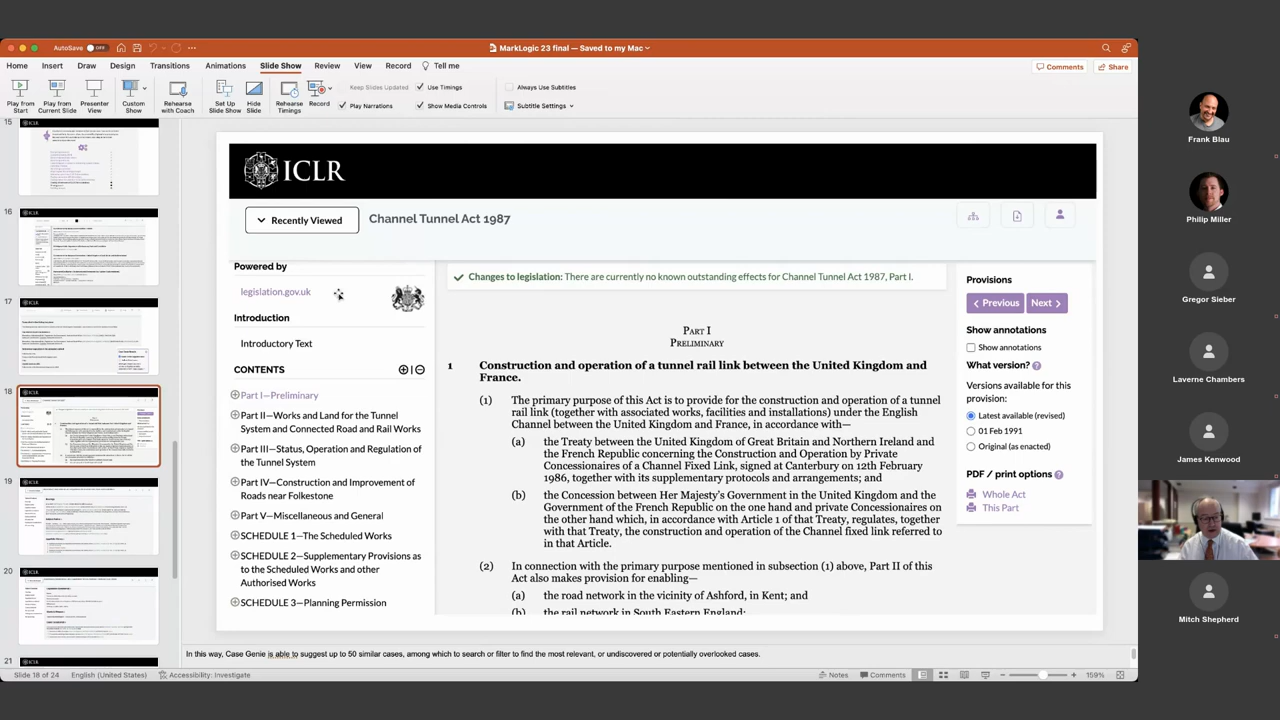 AutoSave OFF
MarkLogic 23 final — Saved to my Mac
Home Insert Draw Design Transitions Animations Slide Show Review View Record Tell me
Comments Share
Play from Start
Play from Current Slide
Presenter View
Custom Show
Rehearse with Coach
Set Up Slide Show
Hide Slide
Rehearse Timings
Record
Keep Slides Updated
Use Timings
Always Use Subtitles
Play Narrations
Show Media Controls
Subtitle Settings
15
16
17
18
19
20
21
ICLR
Recently Viewed
Channel Tunnel Act 1987
Powered by
legislation.gov.uk
Introduction
Introductory Text
CONTENTS
Part I—Preliminary
Part II—Works and Land for the Tunnel
System and Connected Road and Rail Works
Part III—Status, Operation and Regulation of
the Tunnel System
Part IV—Construction and Improvement of
Roads near Folkestone
Part V—Miscellaneous and General
SCHEDULE 1—The Scheduled Works
SCHEDULE 2—Supplementary Provisions as
to the Scheduled Works and other
Authorised Works
SCHEDULE 3—Planning Permission
Changes to legislation: There are currently no known outstanding effects for the Channel Tunnel Act 1987, Part I.
PART I
PRELIMINARY
1 Construction and operation of a tunnel rail link between the United Kingdom and
France.
(1) The primary purpose of this Act is to provide for the construction and operation of a tunnel
rail link (together with associated works, facilities and installations) under the English
Channel between the United Kingdom and France, in accordance with—
a) the Treaty between the United Kingdom of Great Britain and Northern Ireland and
the French Republic concerning the Construction and Operation by Private
Concessionaires of a Channel Fixed Link, signed at Canterbury on 12th February
1986, together with its supplementary protocols and arrangements; and
(b) the Concession between Her Majesty's Government in the United Kingdom and the
Government of the French Republic on the one hand and private Concessionaires on
the other hand which, in accordance with Article 1 of that Treaty, regulates, together
with that Treaty, the construction and operation of the Channel fixed link referred to
in that Article.
(2) In connection with the primary purpose mentioned in subsection (1) above, Part II of this
Act also makes provision for enabling—
(a) the road network in the vicinity of Ashford in Kent; and
(b) the rail network in South Eastern England
Provisions
Previous Next
Show annotations
Show annotations
What version?
Versions available for this
provision:
Latest available (revised)
01 Feb 1971
Original (as enacted)
PDF / print options
Whole Act
This Part
In this way, Case Genie is able to suggest up to 50 similar cases, among which to search or filter to find the most relevant, or undiscovered or potentially overlooked cases.
Slide 18 of 24 English (United States) Accessibility: Investigate
Notes Comments 159%
Frank Blau
Philip Miller
Gregor Sieber
Laverne Chambers
James Kenwood
Mitch Shepherd